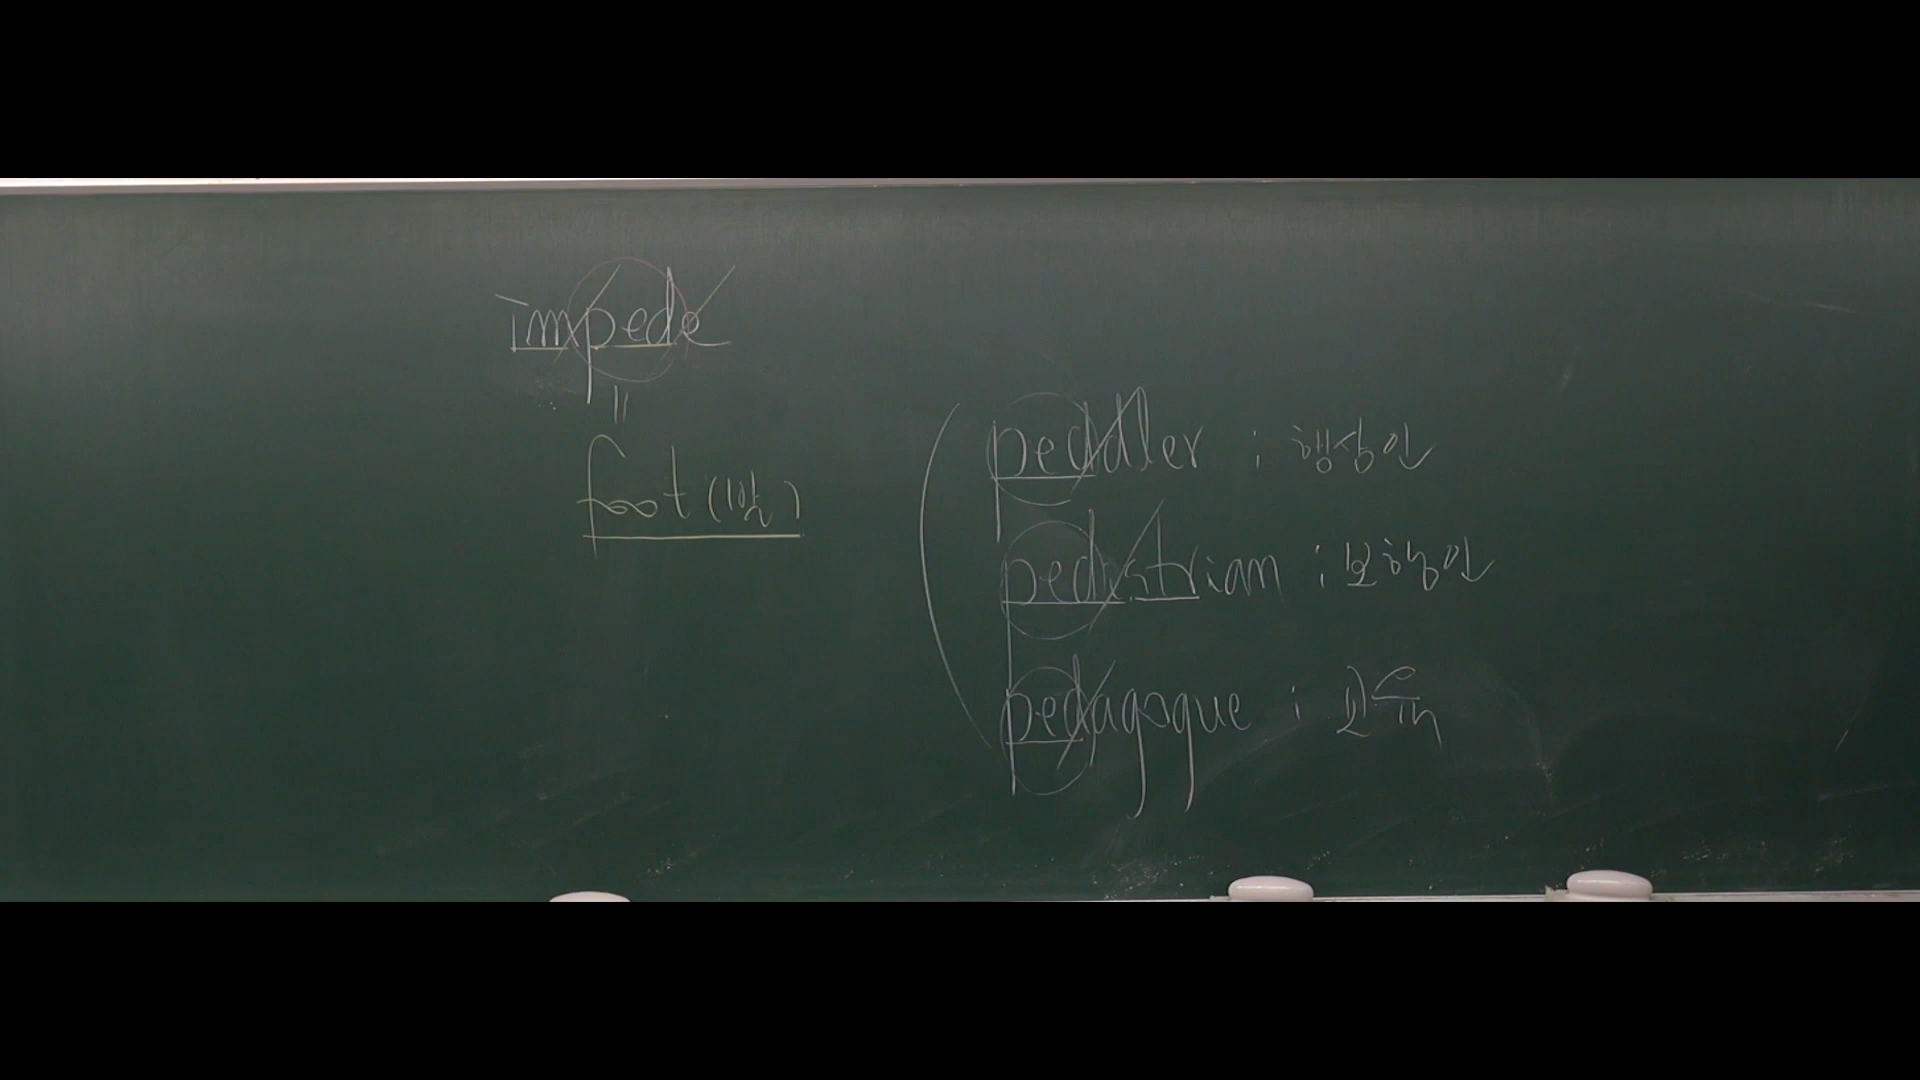 impede
||
foot (발)
peddler : 행상인
pedestrian : 보행인
pedagogue : 교육